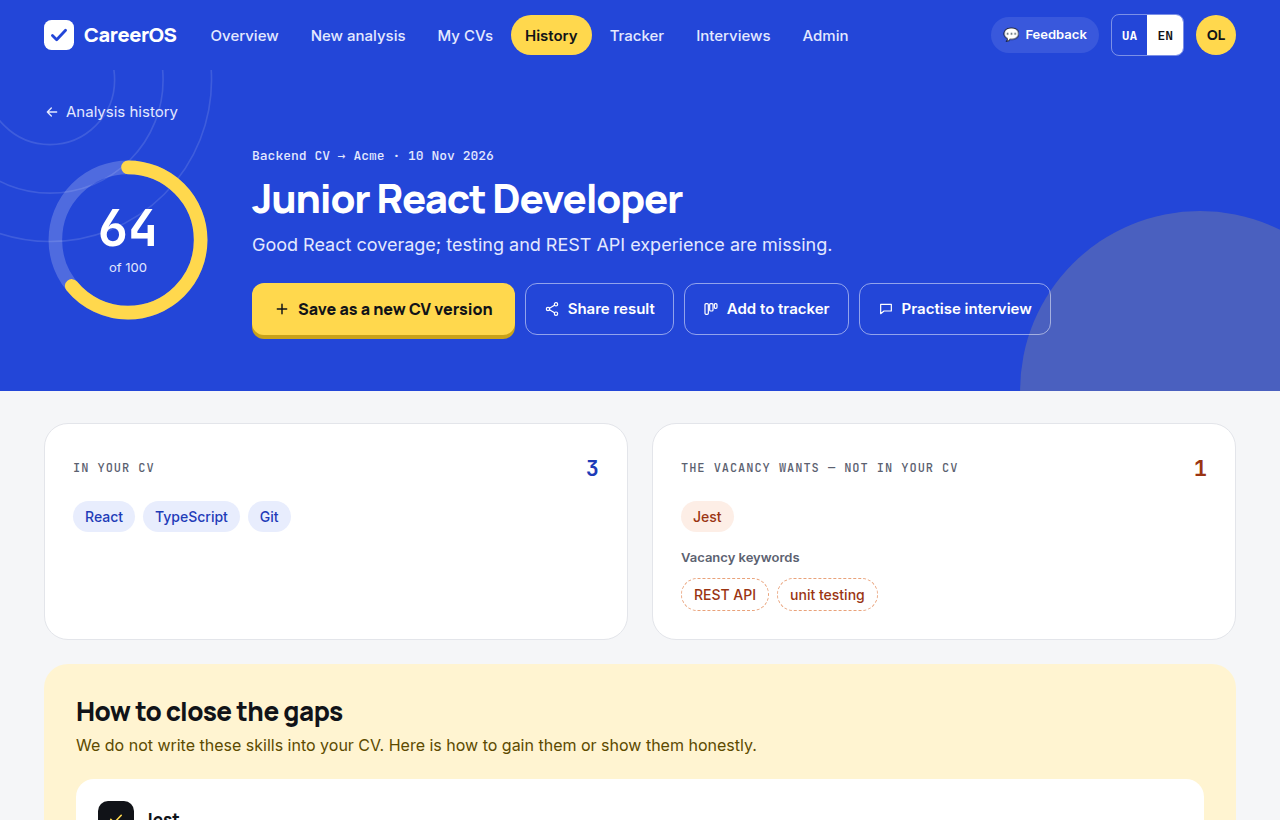 CareerOS
Overview
New analysis
My CVs
History
Tracker
Interviews
Admin
💬 Feedback
UA
EN
OL
← Analysis history
64
of 100
Backend CV → Acme · 10 Nov 2026
Junior React Developer
Good React coverage; testing and REST API experience are missing.
+ Save as a new CV version
Share result
Add to tracker
Practise interview
IN YOUR CV
3
React
TypeScript
Git
THE VACANCY WANTS — NOT IN YOUR CV
1
Jest
Vacancy keywords
REST API
unit testing
How to close the gaps
We do not write these skills into your CV. Here is how to gain them or show them honestly.
Jest